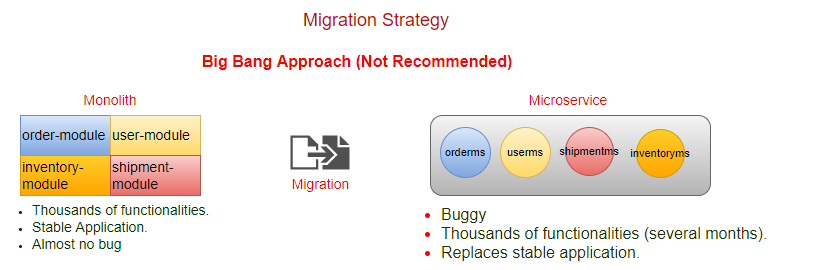 Migration Strategy
Big Bang Approach (Not Recommended)
Monolith
order-module
user-module
inventory-
module
shipment-
module
Thousands of functionalities.
Stable Application.
Almost no bug
Migration
Microservice
orderms
userms
shipmentms
inventoryms
Buggy
Thousands of functionalities (several months).
Replaces stable application.